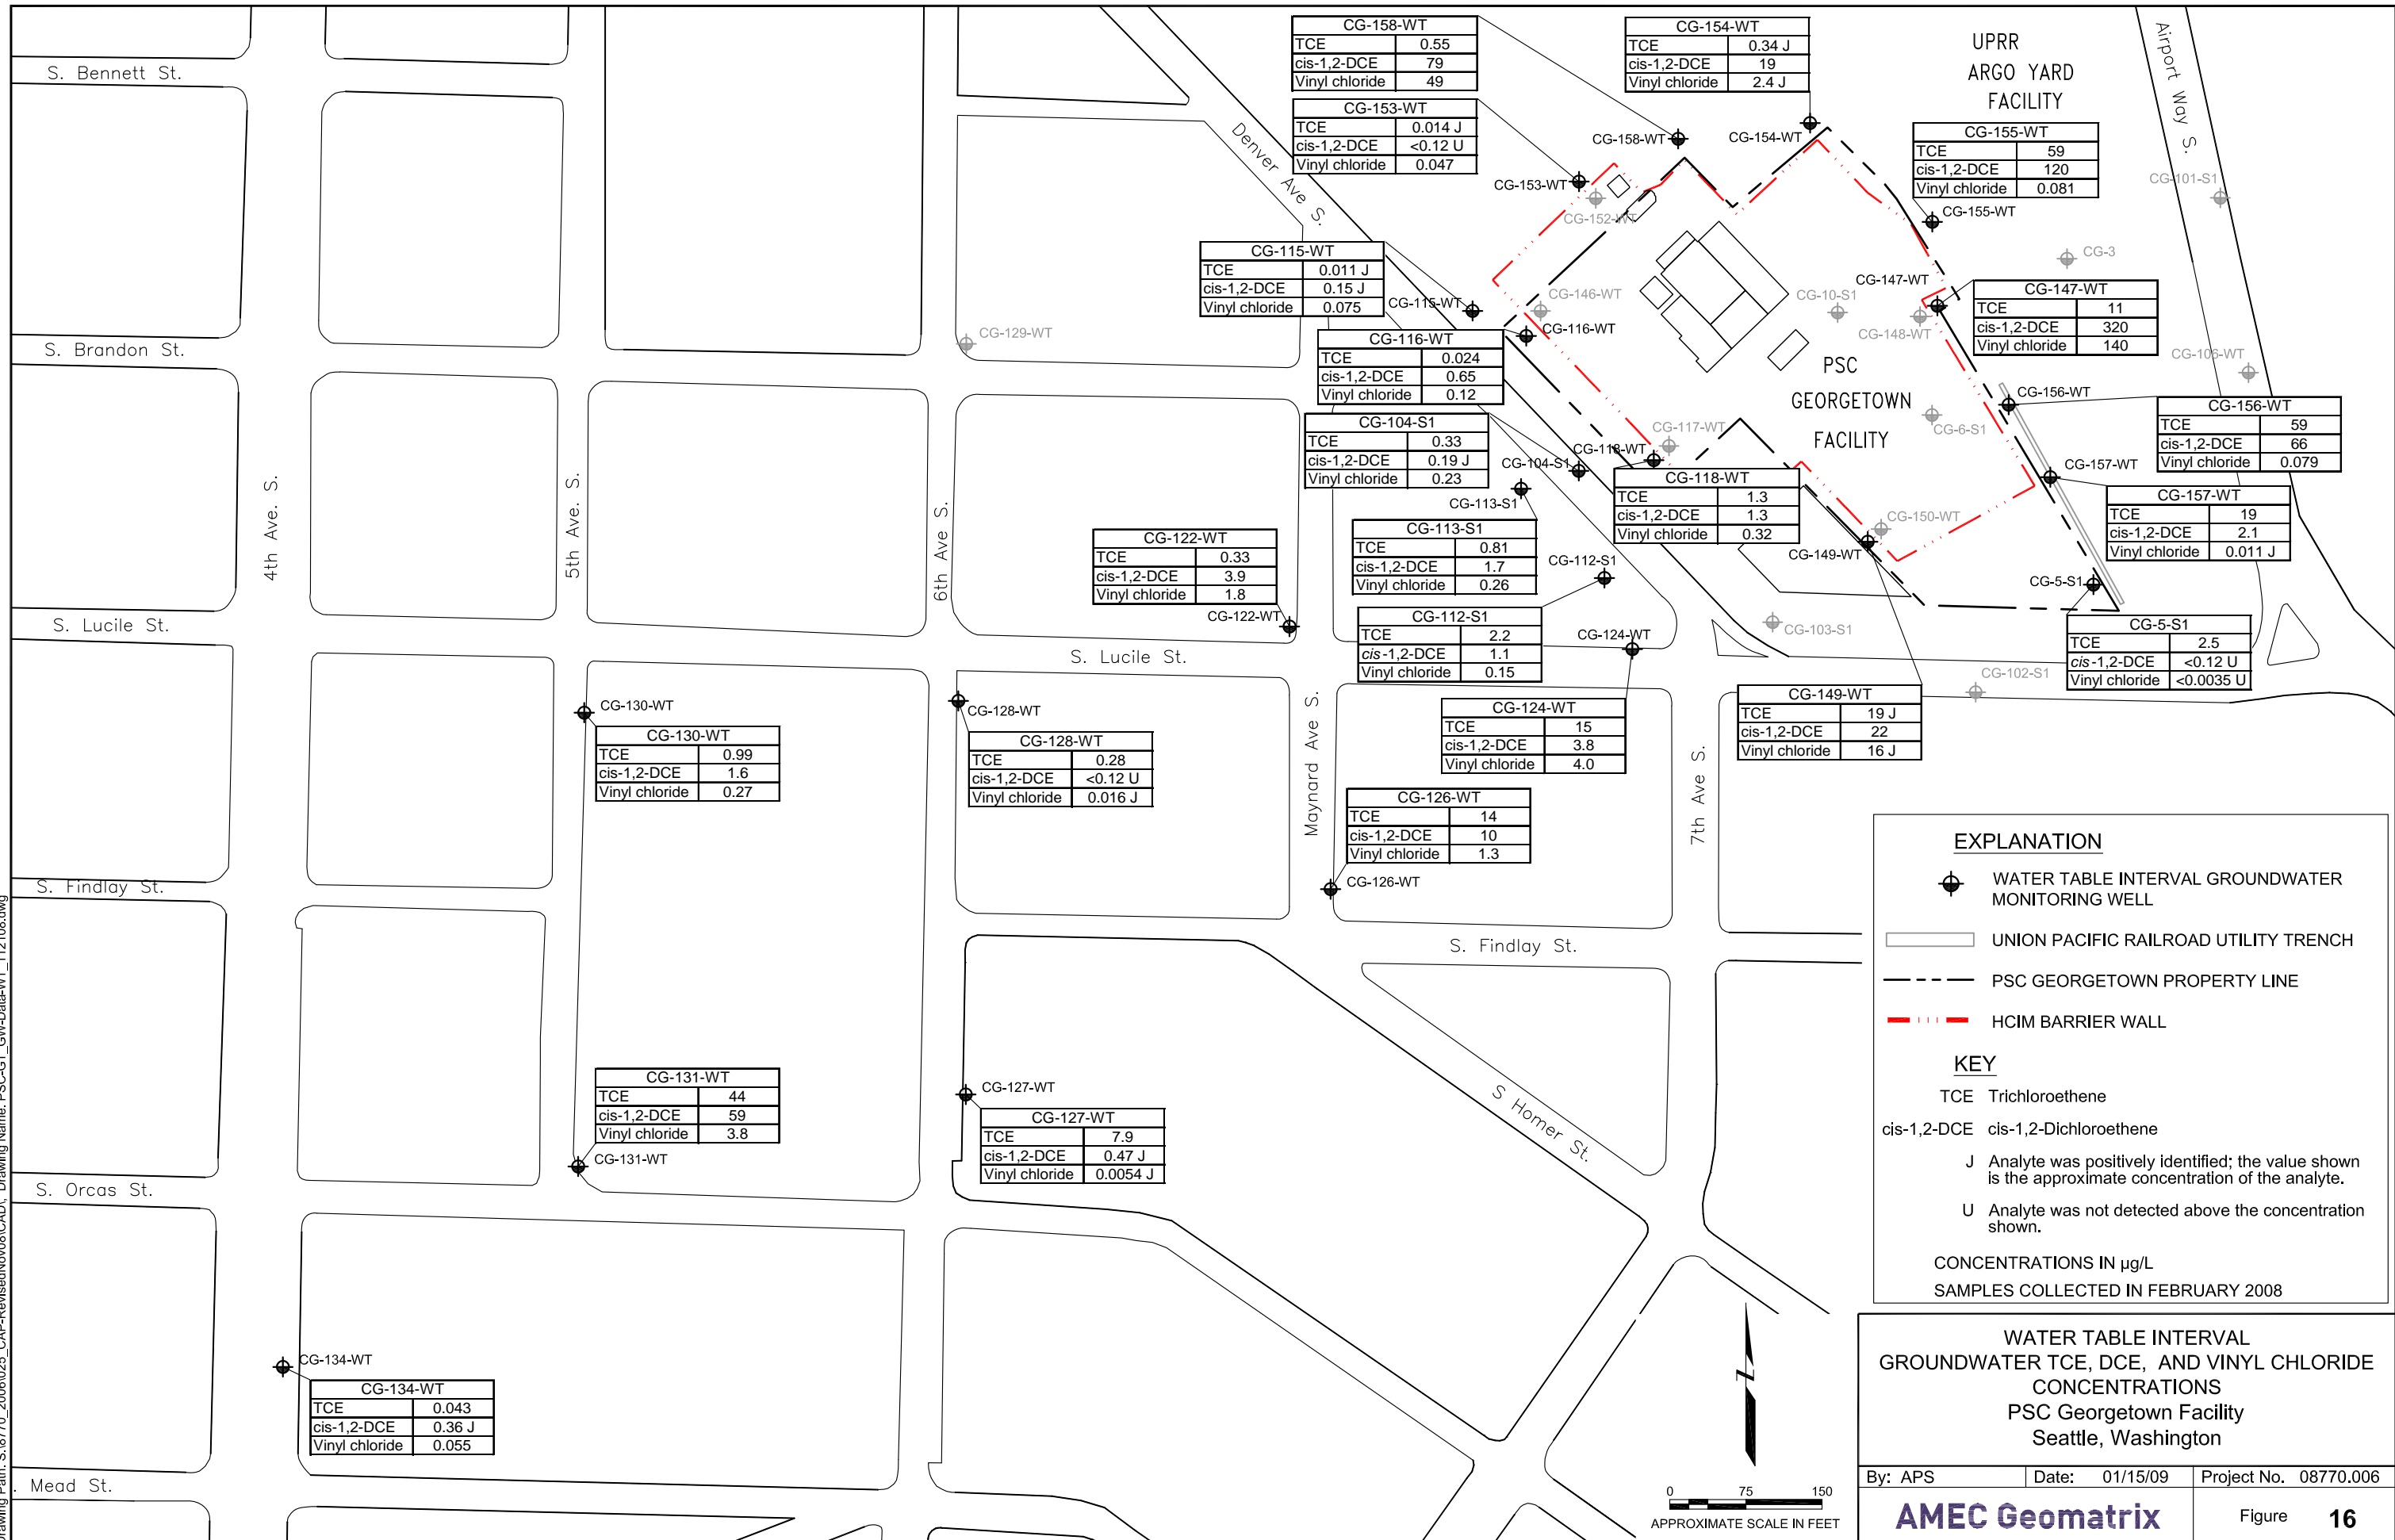 S. Bennett St.
S. Brandon St.
S. Lucile St.
S. Findlay St.
S. Orcas St.
. Mead St.
4th Ave. S.
5th Ave. S.
6th Ave S.
Denver Ave S.
S. Lucile St.
Maynard Ave S.
7th Ave S.
S. Findlay St.
S Homer St.
Airport Way S.
UPRR
ARGO YARD
FACILITY
PSC
GEORGETOWN
FACILITY
CG-158-WT
TCE 0.55
cis-1,2-DCE 79
Vinyl chloride 49
CG-154-WT
TCE 0.34 J
cis-1,2-DCE 19
Vinyl chloride 2.4 J
CG-153-WT
TCE 0.014 J
cis-1,2-DCE <0.12 U
Vinyl chloride 0.047
CG-155-WT
TCE 59
cis-1,2-DCE 120
Vinyl chloride 0.081
CG-115-WT
TCE 0.011 J
cis-1,2-DCE 0.15 J
Vinyl chloride 0.075
CG-147-WT
TCE 11
cis-1,2-DCE 320
Vinyl chloride 140
CG-116-WT
TCE 0.024
cis-1,2-DCE 0.65
Vinyl chloride 0.12
CG-104-S1
TCE 0.33
cis-1,2-DCE 0.19 J
Vinyl chloride 0.23
CG-156-WT
TCE 59
cis-1,2-DCE 66
Vinyl chloride 0.079
CG-118-WT
TCE 1.3
cis-1,2-DCE 1.3
Vinyl chloride 0.32
CG-157-WT
TCE 19
cis-1,2-DCE 2.1
Vinyl chloride 0.011 J
CG-113-S1
TCE 0.81
cis-1,2-DCE 1.7
Vinyl chloride 0.26
CG-122-WT
TCE 0.33
cis-1,2-DCE 3.9
Vinyl chloride 1.8
CG-112-S1
TCE 2.2
cis-1,2-DCE 1.1
Vinyl chloride 0.15
CG-5-S1
TCE 2.5
cis-1,2-DCE <0.12 U
Vinyl chloride <0.0035 U
CG-124-WT
TCE 15
cis-1,2-DCE 3.8
Vinyl chloride 4.0
CG-149-WT
TCE 19 J
cis-1,2-DCE 22
Vinyl chloride 16 J
CG-130-WT
TCE 0.99
cis-1,2-DCE 1.6
Vinyl chloride 0.27
CG-128-WT
TCE 0.28
cis-1,2-DCE <0.12 U
Vinyl chloride 0.016 J
CG-126-WT
TCE 14
cis-1,2-DCE 10
Vinyl chloride 1.3
CG-131-WT
TCE 44
cis-1,2-DCE 59
Vinyl chloride 3.8
CG-127-WT
TCE 7.9
cis-1,2-DCE 0.47 J
Vinyl chloride 0.0054 J
CG-134-WT
TCE 0.043
cis-1,2-DCE 0.36 J
Vinyl chloride 0.055
CG-158-WT
CG-154-WT
CG-153-WT
CG-152-WT
CG-155-WT
CG-101-S1
CG-3
CG-115-WT
CG-146-WT
CG-116-WT
CG-10-S1
CG-147-WT
CG-148-WT
CG-106-WT
CG-129-WT
CG-156-WT
CG-6-S1
CG-117-WT
CG-118-WT
CG-104-S1
CG-157-WT
CG-113-S1
CG-150-WT
CG-149-WT
CG-112-S1
CG-5-S1
CG-122-WT
CG-124-WT
CG-103-S1
CG-102-S1
CG-130-WT
CG-128-WT
CG-126-WT
CG-127-WT
CG-131-WT
CG-134-WT
EXPLANATION
WATER TABLE INTERVAL GROUNDWATER
MONITORING WELL
UNION PACIFIC RAILROAD UTILITY TRENCH
PSC GEORGETOWN PROPERTY LINE
HCIM BARRIER WALL
KEY
TCE Trichloroethene
cis-1,2-DCE cis-1,2-Dichloroethene
J Analyte was positively identified; the value shown
is the approximate concentration of the analyte.
U Analyte was not detected above the concentration
shown.
CONCENTRATIONS IN µg/L
SAMPLES COLLECTED IN FEBRUARY 2008
Z
0 75 150
APPROXIMATE SCALE IN FEET
WATER TABLE INTERVAL
GROUNDWATER TCE, DCE, AND VINYL CHLORIDE
CONCENTRATIONS
PSC Georgetown Facility
Seattle, Washington
By: APS Date: 01/15/09 Project No. 08770.006
AMEC Geomatrix Figure 16